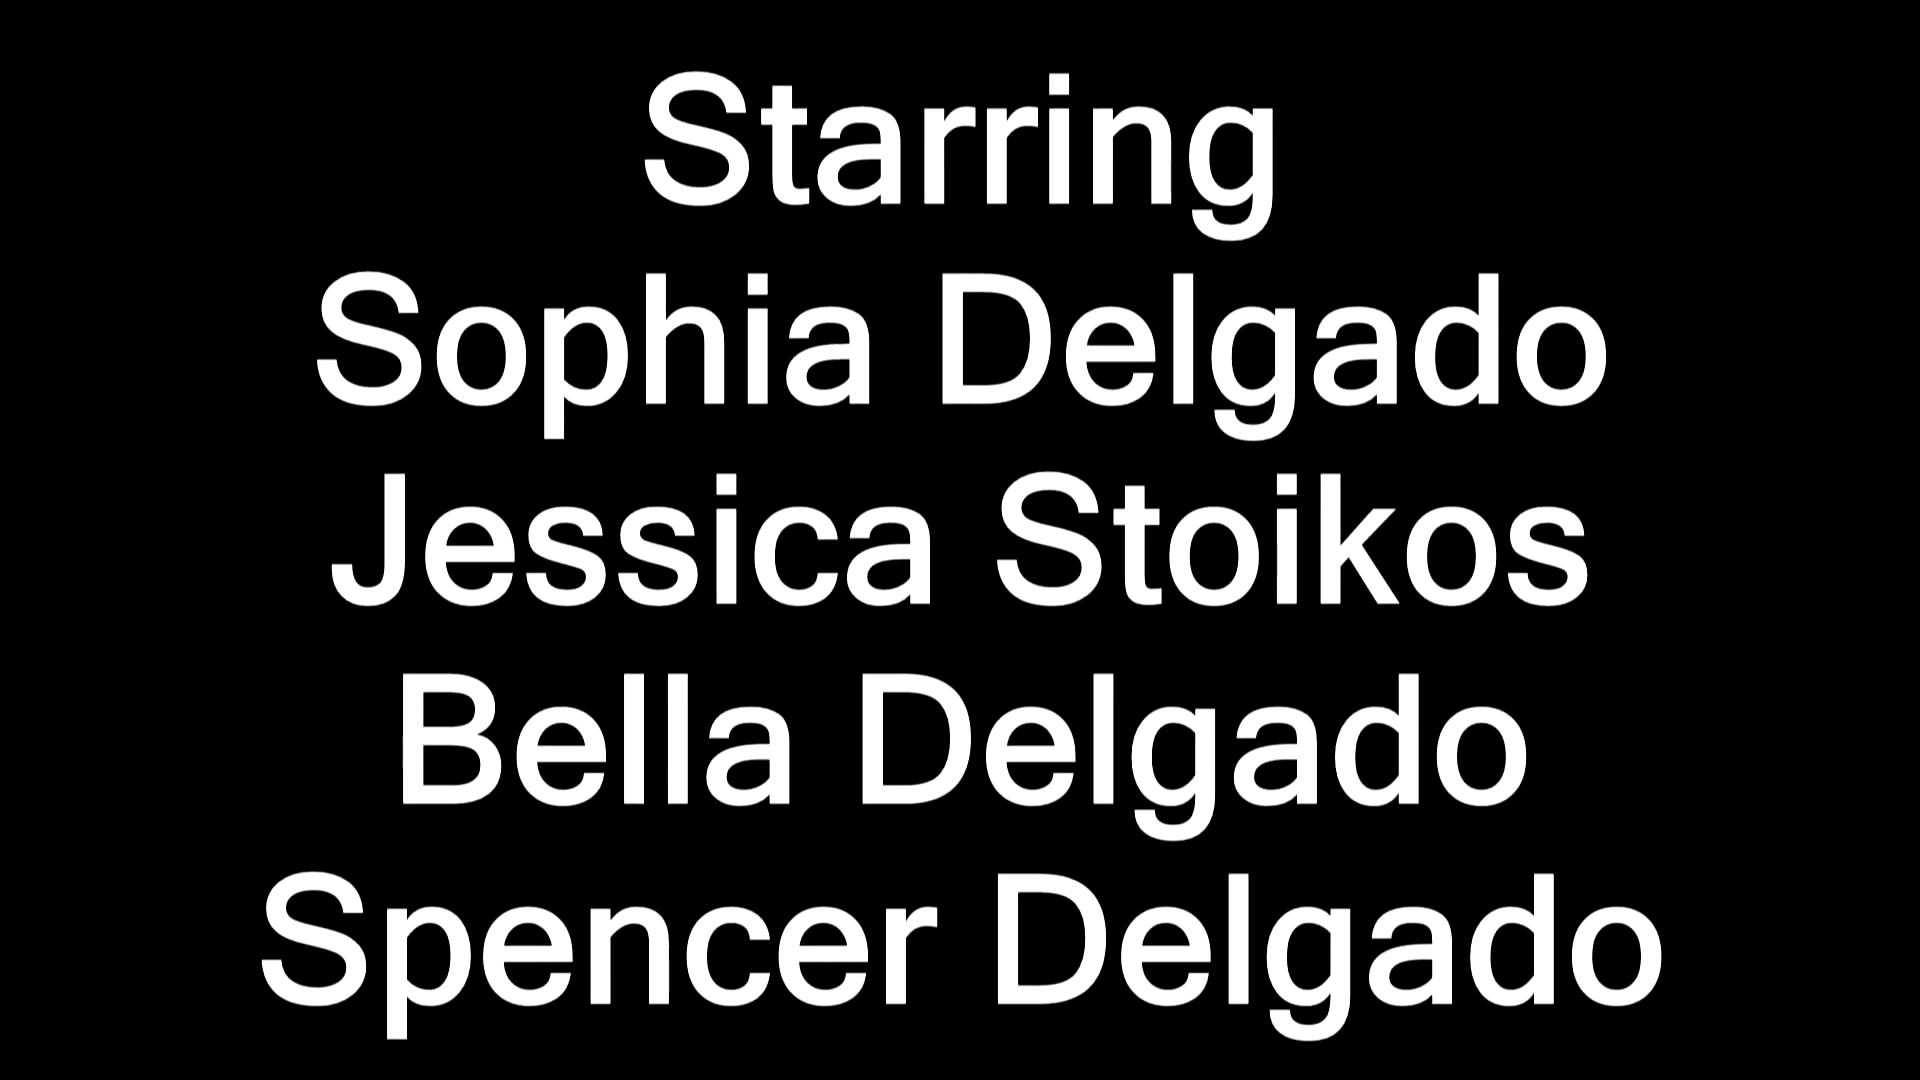 Starring
Sophia Delgado
Jessica Stoikos
Bella Delgado
Spencer Delgado